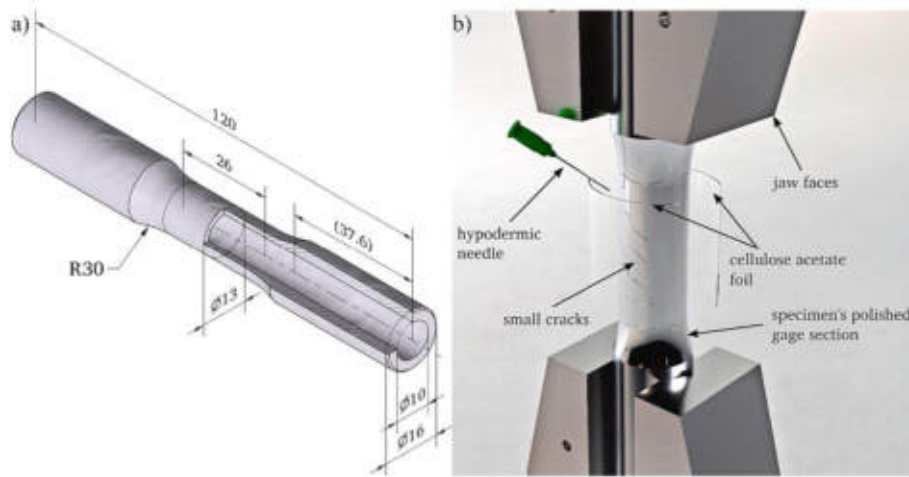 a)
120
26
(37.6)
R30
Ø13
Ø10
Ø16
b)
jaw faces
hypodermic
needle
cellulose acetate
foil
small cracks
specimen's polished
gage section